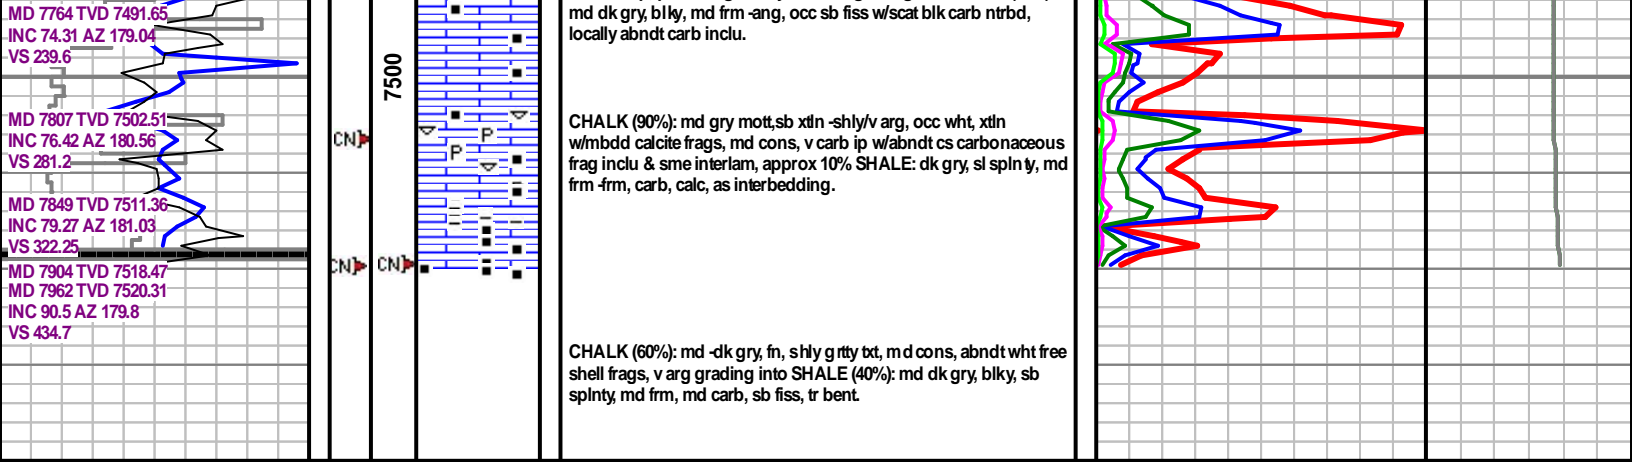 MD 7764 TVD 7491.65
INC 74.31 AZ 179.04
VS 239.6
MD 7807 TVD 7502.51
INC 76.42 AZ 180.56
VS 281.2
MD 7849 TVD 7511.36
INC 79.27 AZ 181.03
VS 322.25
MD 7904 TVD 7518.47
MD 7962 TVD 7520.31
INC 90.5 AZ 179.8
VS 434.7
CN
CN
CN
7500
P
P
md dk gry, blky, md frm -ang, occ sb fiss w/scat blk carb ntrbd,
locally abndt carb inclu.
CHALK (90%): md gry mott,sb xtln -shly/v arg, occ wht, xtln
w/mbdd calcite frags, md cons, v carb ip w/abndt cs carbonaceous
frag inclu & sme interlam, approx 10% SHALE: dk gry, sl splnty, md
frm -frm, carb, calc, as interbedding.
CHALK (60%): md -dk gry, fn, shly grtty txt, md cons, abndt wht free
shell frags, v arg grading into SHALE (40%): md dk gry, blky, sb
splnty, md frm, md carb, sb fiss, tr bent.